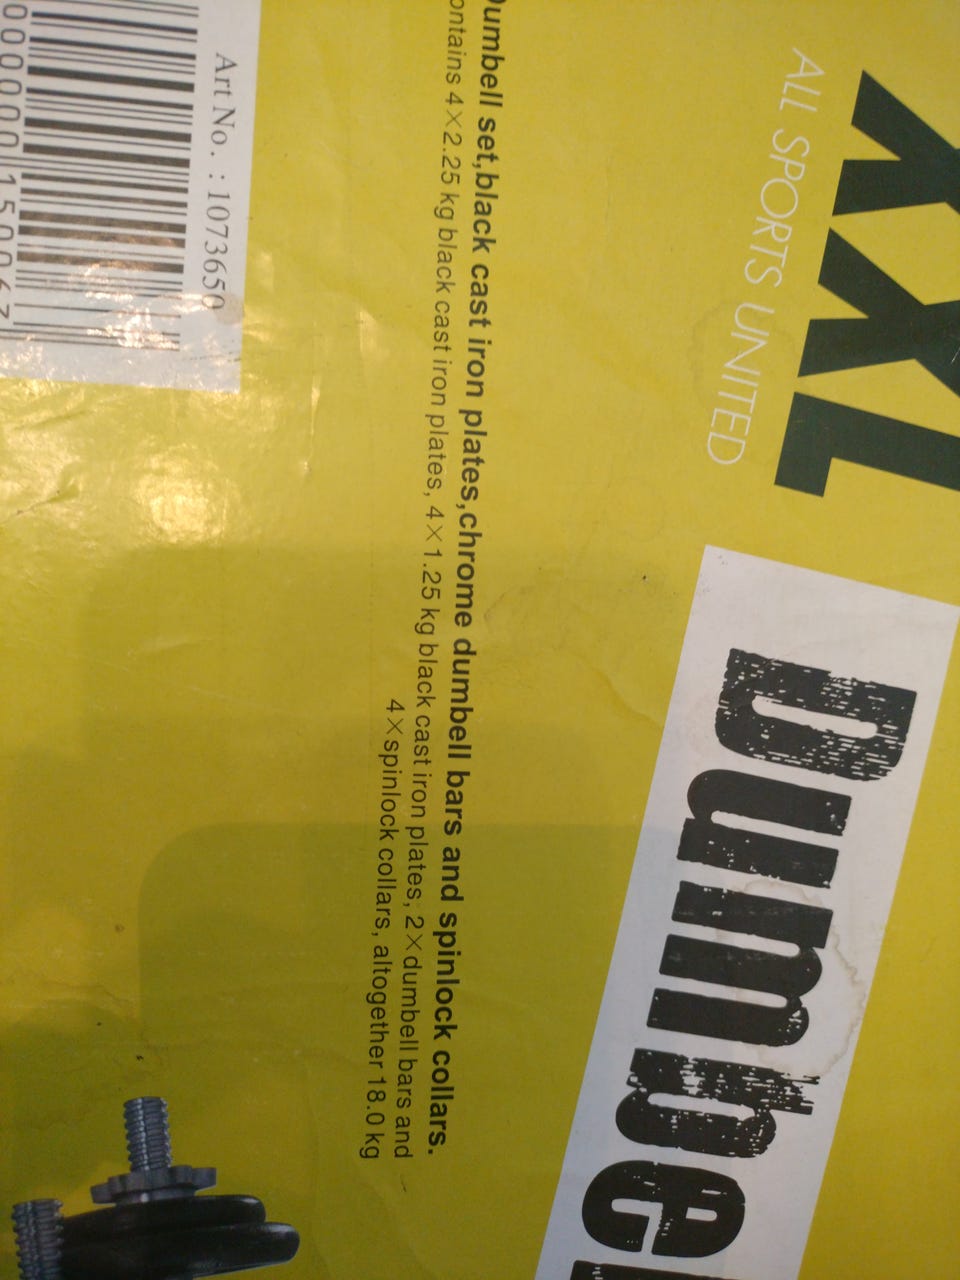 XXL
ALL SPORTS UNITED
Dumbel
Dumbell set,black cast iron plates,chrome dumbell bars and spinlock collars.
ontains 4×2.25 kg black cast iron plates, 4×1.25 kg black cast iron plates, 2×dumbell bars and
4×spinlock collars, altogether 18.0 kg
Art No. : 1073650